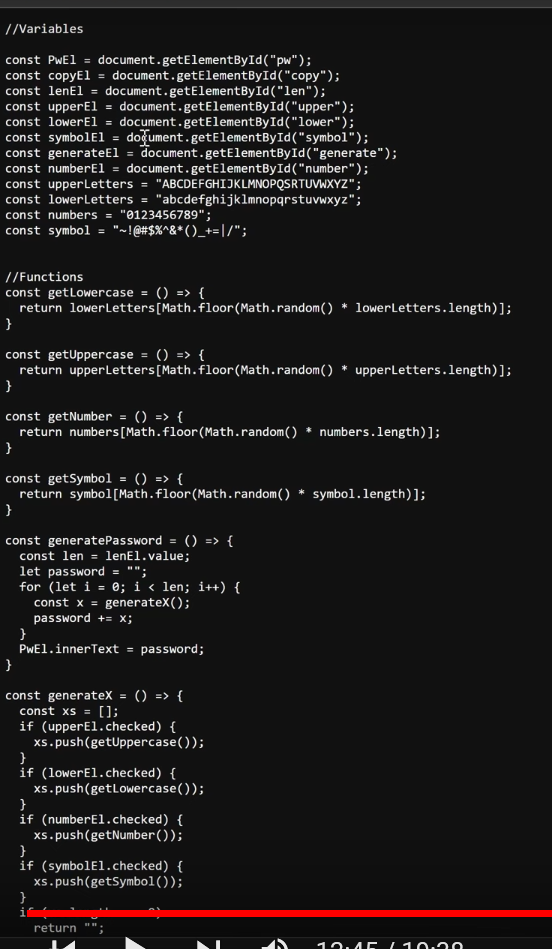 //Variables
const PwEl = document.getElementById("pw");
const copyEl = document.getElementById("copy");
const lenEl = document.getElementById("len");
const upperEl = document.getElementById("upper");
const lowerEl = document.getElementById("lower");
const symbolEl = document.getElementById("symbol");
const generateEl = document.getElementById("generate");
const numberEl = document.getElementById("number");
const upperLetters = "ABCDEFGHIJKLMNOPQSRTUVWXYZ";
const lowerLetters = "abcdefghijklmnopqrstuvwxyz";
const numbers = "0123456789";
const symbol = "~!@#$%^&*()_+=|/";
//Functions
const getLowercase = () => {
  return lowerLetters[Math.floor(Math.random() * lowerLetters.length)];
}
const getUppercase = () => {
  return upperLetters[Math.floor(Math.random() * upperLetters.length)];
}
const getNumber = () => {
  return numbers[Math.floor(Math.random() * numbers.length)];
}
const getSymbol = () => {
  return symbol[Math.floor(Math.random() * symbol.length)];
}
const generatePassword = () => {
  const len = lenEl.value;
  let password = "";
  for (let i = 0; i < len; i++) {
    const x = generateX();
    password += x;
  }
  PwEl.innerText = password;
}
const generateX = () => {
  const xs = [];
  if (upperEl.checked) {
    xs.push(getUppercase());
  }
  if (lowerEl.checked) {
    xs.push(getLowercase());
  }
  if (numberEl.checked) {
    xs.push(getNumber());
  }
  if (symbolEl.checked) {
    xs.push(getSymbol());
  }
  return "";